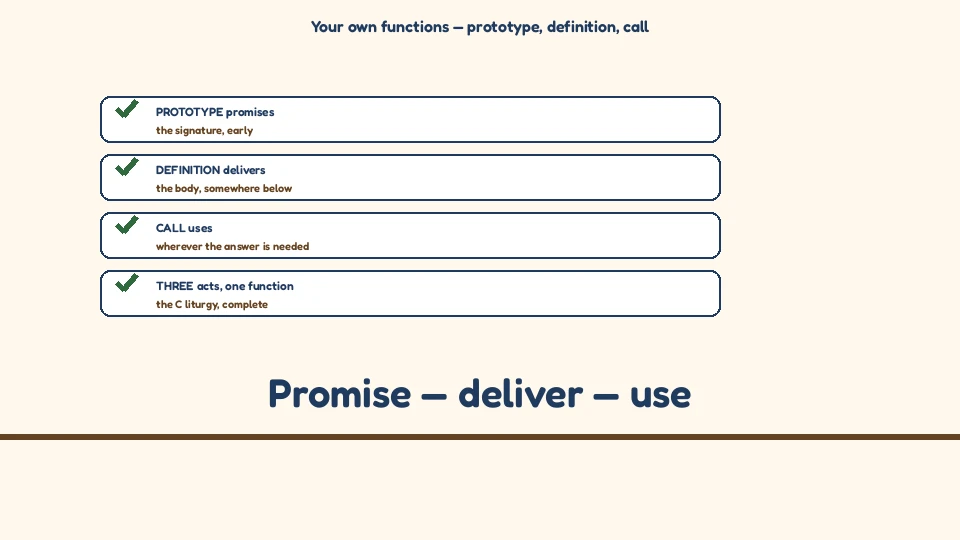 Your own functions — prototype, definition, call
PROTOTYPE promises
the signature, early
DEFINITION delivers
the body, somewhere below
CALL uses
wherever the answer is needed
THREE acts, one function
the C liturgy, complete
Promise — deliver — use